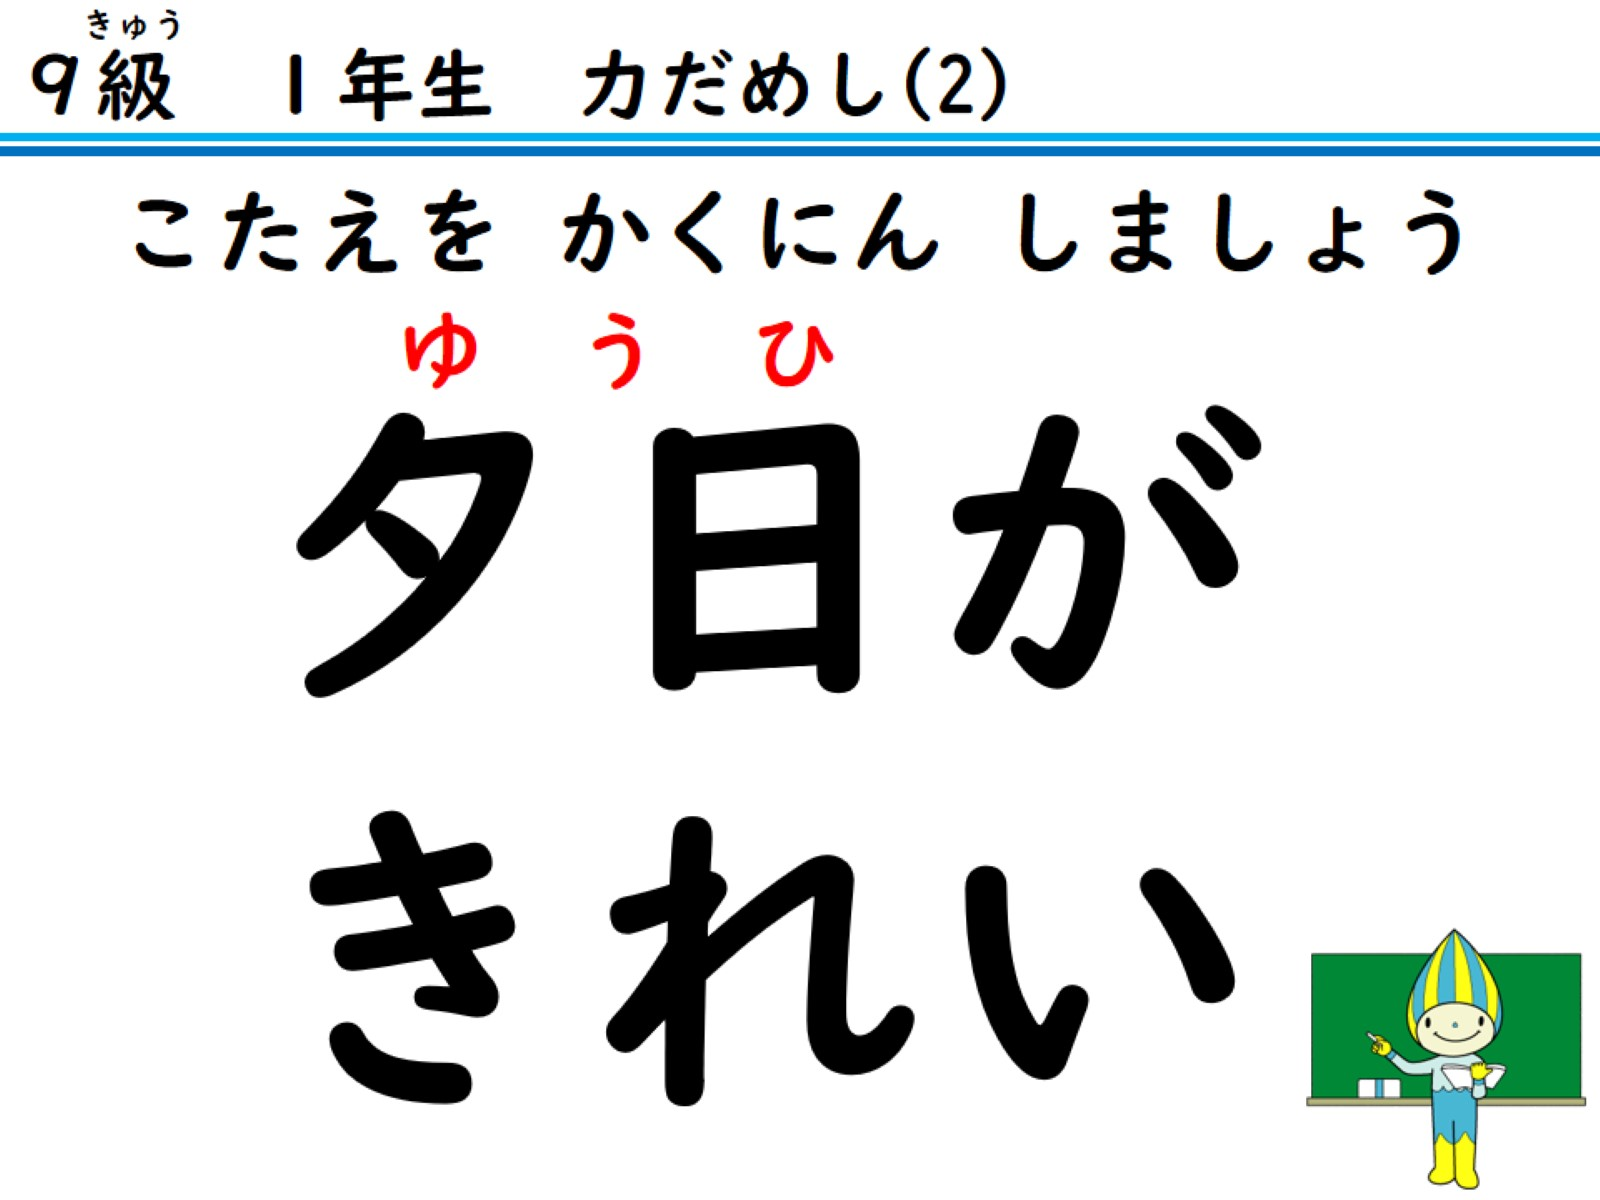 きゅう
9級　1年生　力だめし(2)
こたえを かくにん しましょう
ゆうひ
夕日が
きれい